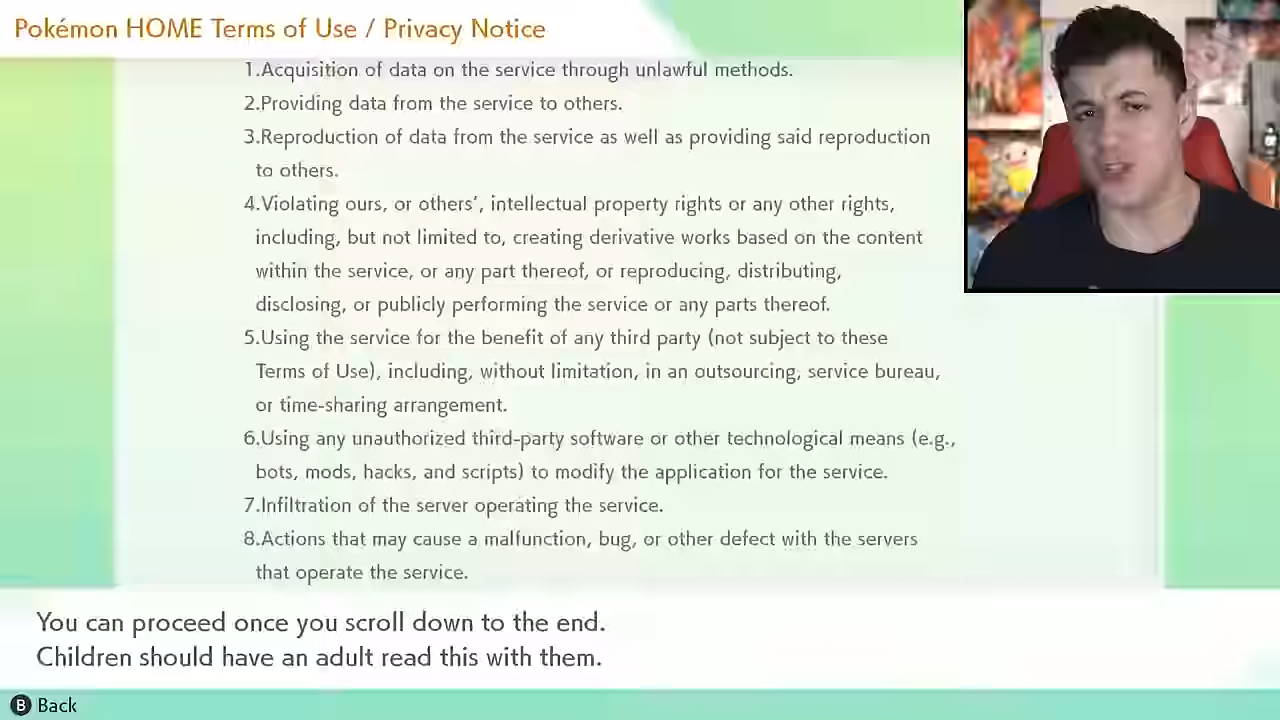 Pokémon HOME Terms of Use / Privacy Notice
1.Acquisition of data on the service through unlawful methods.
2.Providing data from the service to others.
3.Reproduction of data from the service as well as providing said reproduction
to others.
4.Violating ours, or others’, intellectual property rights or any other rights,
including, but not limited to, creating derivative works based on the content
within the service, or any part thereof, or reproducing, distributing,
disclosing, or publicly performing the service or any parts thereof.
5.Using the service for the benefit of any third party (not subject to these
Terms of Use), including, without limitation, in an outsourcing, service bureau,
or time-sharing arrangement.
6.Using any unauthorized third-party software or other technological means (e.g.,
bots, mods, hacks, and scripts) to modify the application for the service.
7.Infiltration of the server operating the service.
8.Actions that may cause a malfunction, bug, or other defect with the servers
that operate the service.
You can proceed once you scroll down to the end.
Children should have an adult read this with them.
B Back